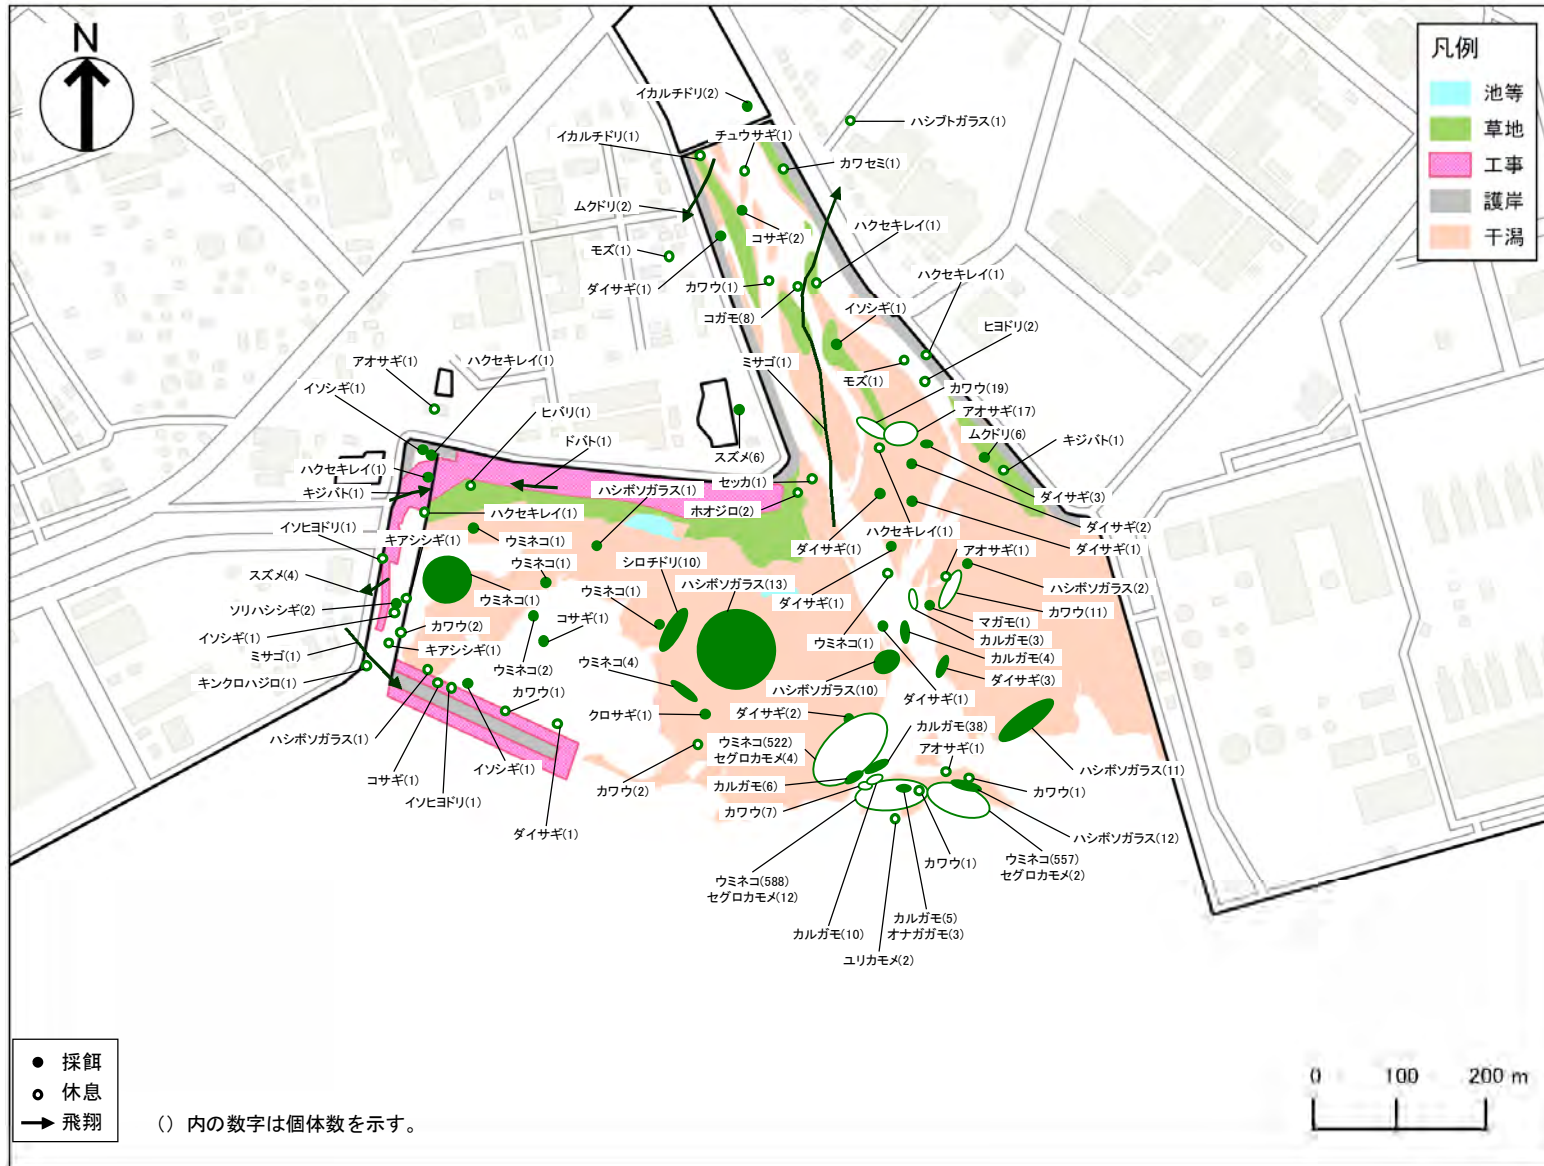 N
凡例
池等
草地
工事
護岸
干潟
イカルチドリ(2)
イカルチドリ(1)
チュウサギ(1)
ハシブトガラス(1)
カワセミ(1)
ムクドリ(2)
コサギ(2)
ハクセキレイ(1)
モズ(1)
ダイサギ(1)
カワウ(1)
ハクセキレイ(1)
コガモ(8)
イソシギ(1)
ヒヨドリ(2)
ミサゴ(1)
モズ(1)
カワウ(19)
アオサギ(17)
ムクドリ(6)
キジバト(1)
アオサギ(1)
ハクセキレイ(1)
イソシギ(1)
ヒバリ(1)
ドバト(1)
スズメ(6)
ハクセキレイ(1)
キジバト(1)
ハシボソガラス(1)
セッカ(1)
ホオジロ(2)
ダイサギ(3)
ダイサギ(2)
ハクセキレイ(1)
イソヒヨドリ(1)
キアシシギ(1)
ウミネコ(1)
ハクセキレイ(1)
ダイサギ(1)
ダイサギ(1)
スズメ(4)
ウミネコ(1)
シロチドリ(10)
アオサギ(1)
ハシボソガラス(13)
ハシボソガラス(2)
ウミネコ(1)
ウミネコ(1)
ダイサギ(1)
カワウ(11)
ソリハシシギ(2)
コサギ(1)
マガモ(1)
イソシギ(1)
カワウ(2)
ウミネコ(1)
カルガモ(3)
ミサゴ(1)
キアシシギ(1)
カルガモ(4)
ウミネコ(2)
ウミネコ(4)
ハシボソガラス(10)
ダイサギ(3)
キンクロハジロ(1)
カワウ(1)
ダイサギ(1)
クロサギ(1)
ダイサギ(2)
カルガモ(38)
ハシボソガラス(1)
ウミネコ(522)
セグロカモメ(4)
アオサギ(1)
イソシギ(1)
コサギ(1)
ハシボソガラス(11)
カルガモ(6)
カワウ(2)
カワウ(1)
イソヒヨドリ(1)
カワウ(7)
ダイサギ(1)
ハシボソガラス(12)
カワウ(1)
ウミネコ(557)
セグロカモメ(2)
ウミネコ(588)
セグロカモメ(12)
カルガモ(5)
オナガガモ(3)
カルガモ(10)
ユリカモメ(2)
採餌
休息
飛翔
() 内の数字は個体数を示す。
0 100 200 m